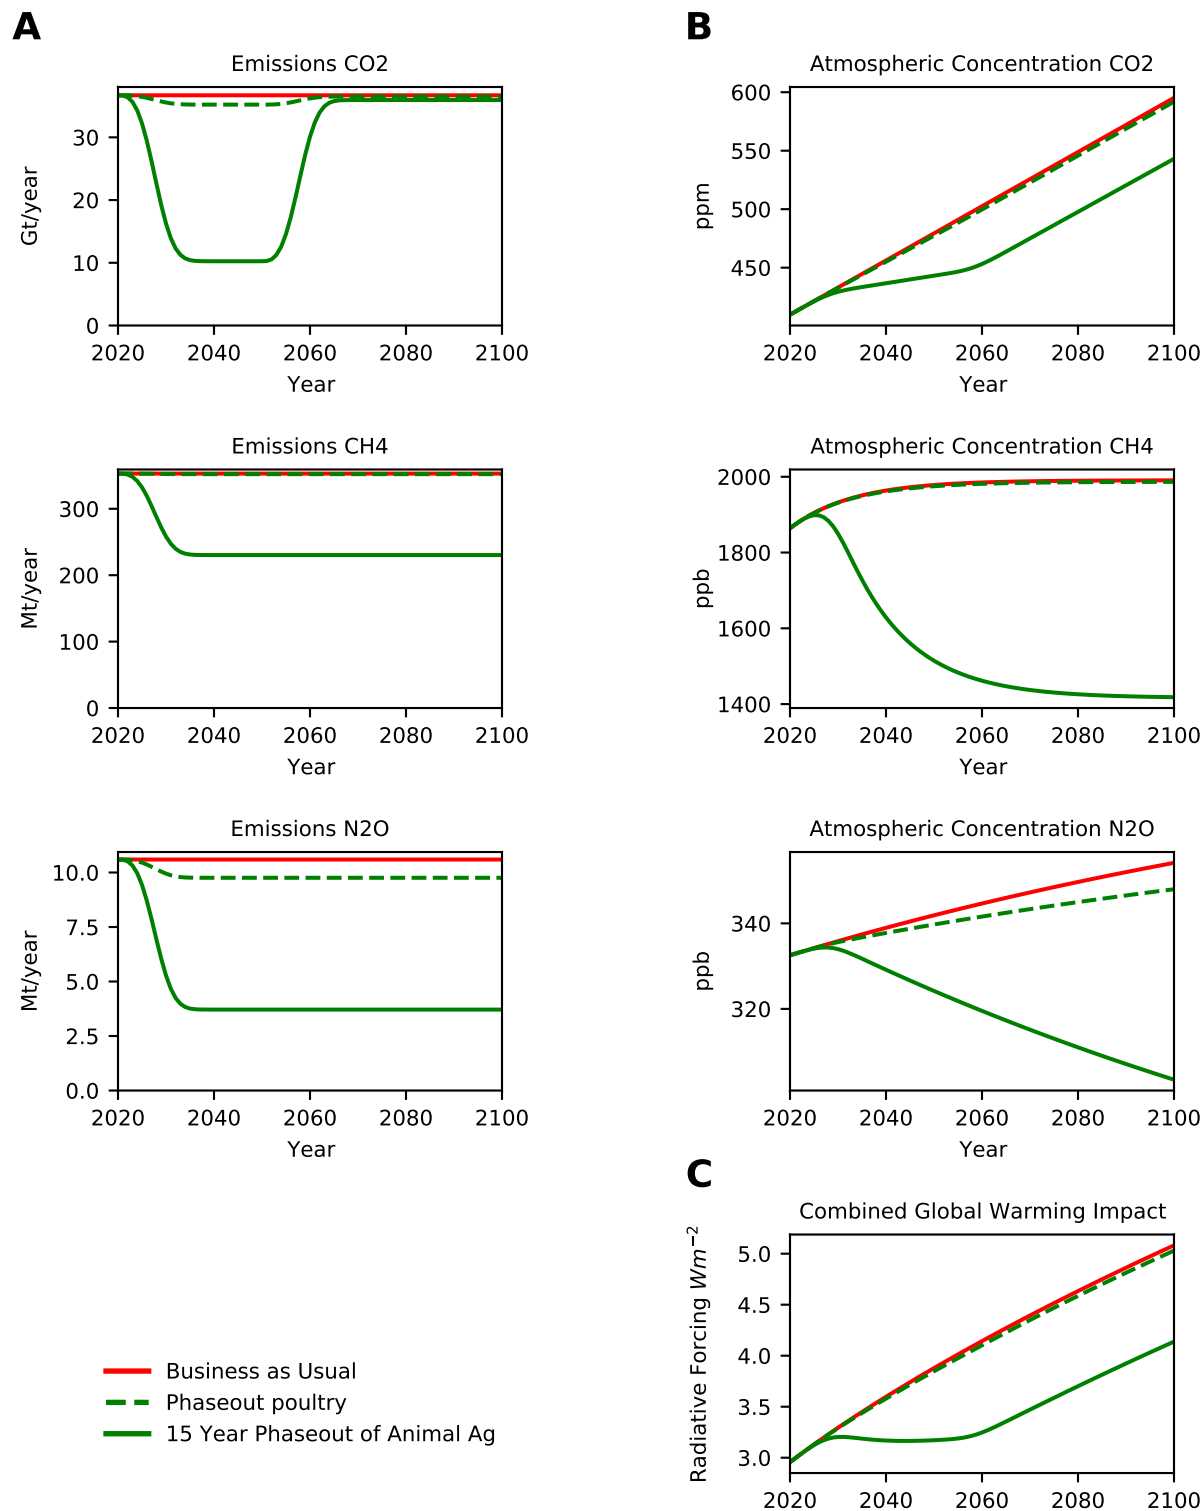 A
B
Emissions CO2
Gt/year
30
20
10
0
2020 2040 2060 2080 2100
Year
Atmospheric Concentration CO2
ppm
600
550
500
450
2020 2040 2060 2080 2100
Year
Emissions CH4
Mt/year
300
200
100
0
2020 2040 2060 2080 2100
Year
Atmospheric Concentration CH4
ppb
2000
1800
1600
1400
2020 2040 2060 2080 2100
Year
Emissions N2O
Mt/year
10.0
7.5
5.0
2.5
0.0
2020 2040 2060 2080 2100
Year
Atmospheric Concentration N2O
ppb
340
320
2020 2040 2060 2080 2100
Year
C
Combined Global Warming Impact
Radiative Forcing Wm⁻²
5.0
4.5
4.0
3.5
3.0
2020 2040 2060 2080 2100
Business as Usual
Phaseout poultry
15 Year Phaseout of Animal Ag